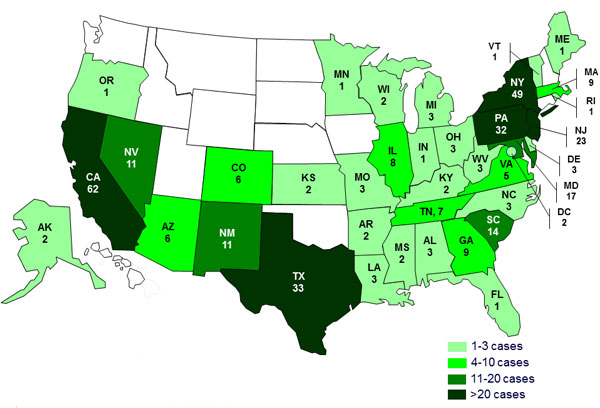 ME
1
VT
1
MA
9
OR
1
MN
1
WI
2
NY
49
RI
1
MI
3
PA
32
NJ
23
NV
11
IL
8
IN
1
OH
3
DE
3
CA
62
CO
6
KS
2
MO
3
KY
2
WV
3
VA
5
MD
17
DC
2
NC
3
TN, 7
AZ
6
NM
11
AR
2
SC
14
AK
2
MS
2
AL
3
GA
9
TX
33
LA
3
FL
1
1-3 cases
4-10 cases
11-20 cases
>20 cases